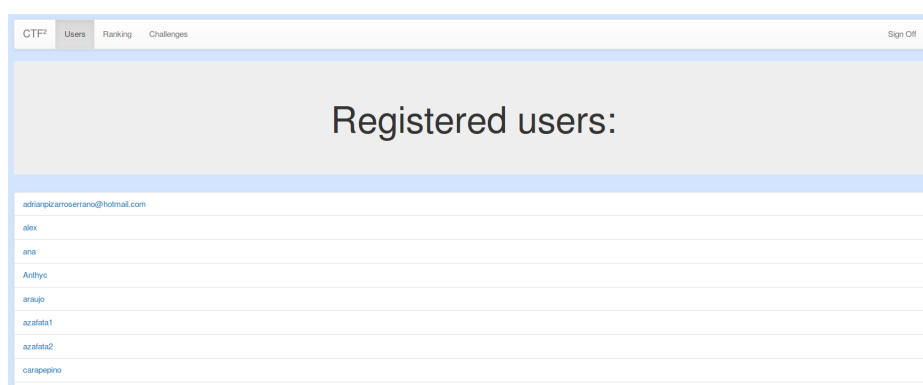 CTF² Users Ranking Challenges Sign Off
Registered users:
adrianpizarroserrano@hotmail.com
alex
ana
Anthyc
araujo
azafata1
azafata2
carapepino